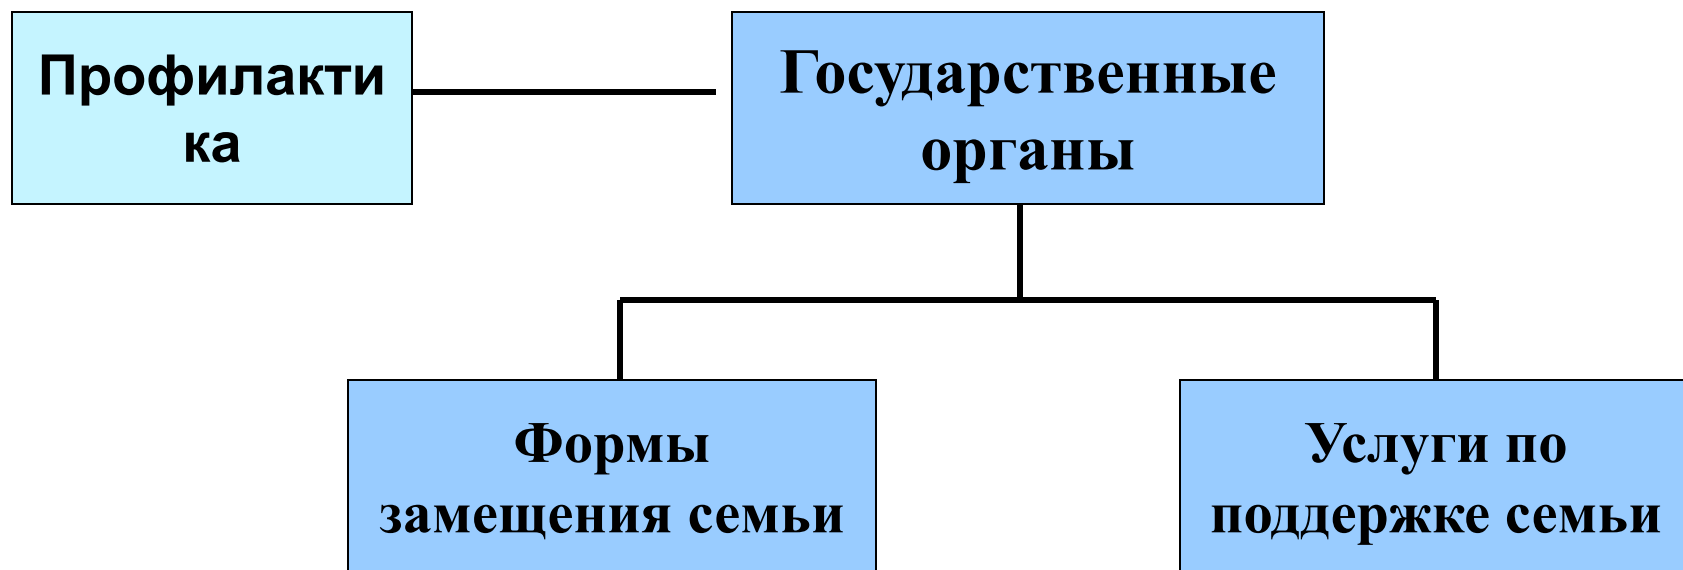 Профилакти
ка
Государственные
органы
Формы
замещения семьи
Услуги по
поддержке семьи